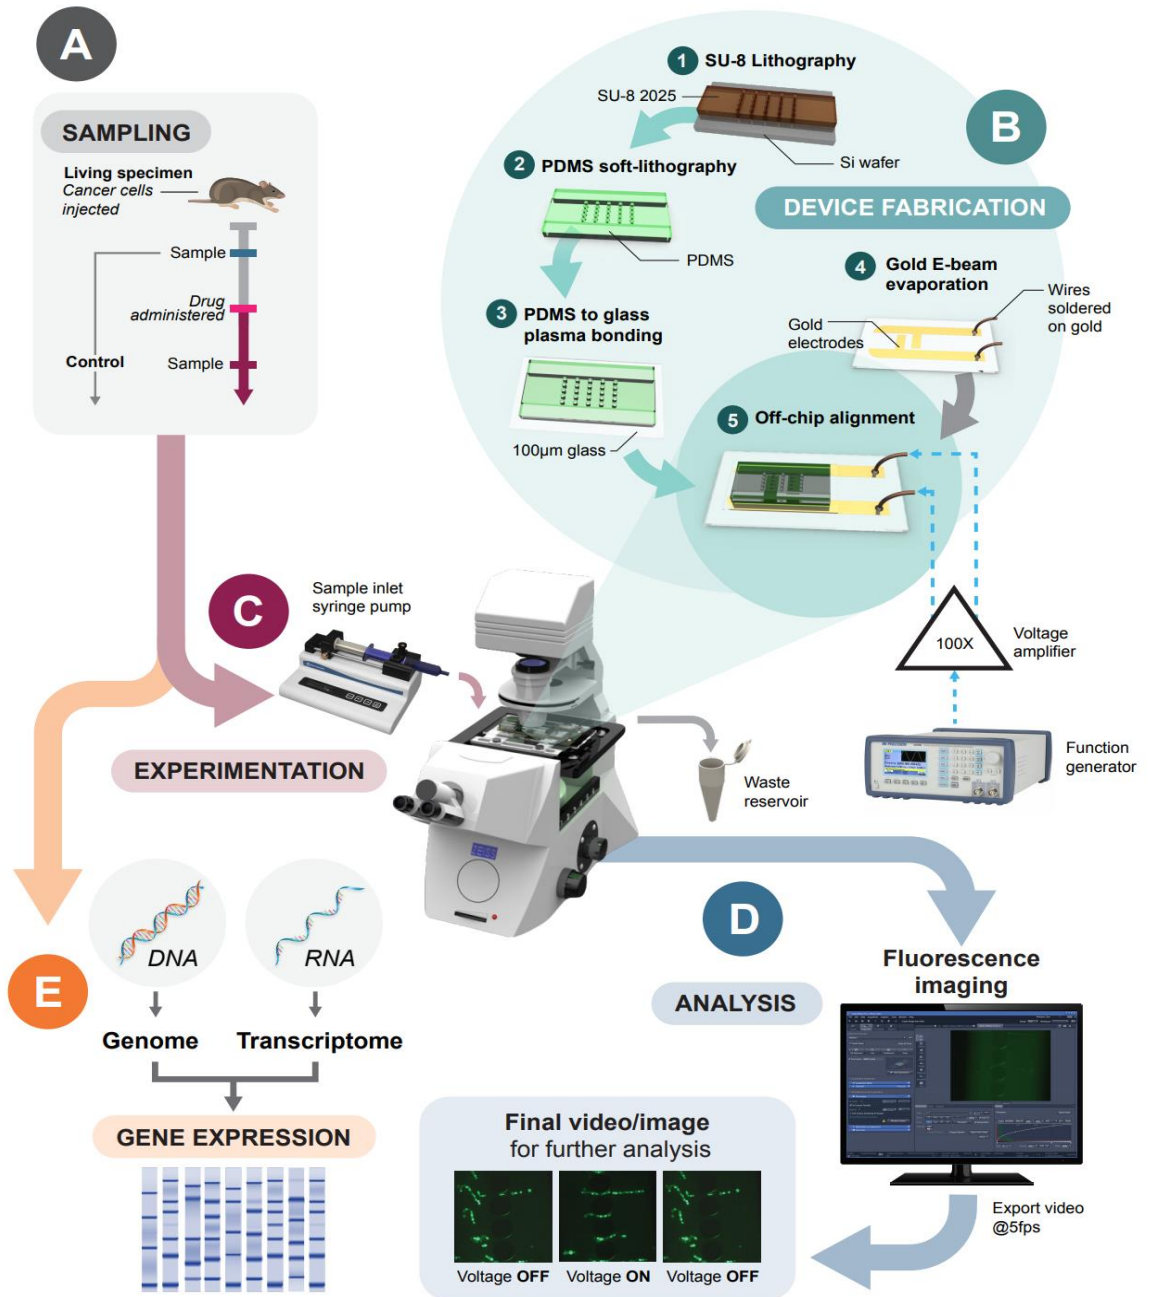 A
SAMPLING
Living specimen
Cancer cells
injected
Sample
Drug
administered
Control
Sample
B
DEVICE FABRICATION
1 SU-8 Lithography
SU-8 2025
Si wafer
2 PDMS soft-lithography
PDMS
3 PDMS to glass
plasma bonding
100µm glass
4 Gold E-beam
evaporation
Wires
soldered
on gold
Gold
electrodes
5 Off-chip alignment
100X
Voltage
amplifier
Function
generator
C
Sample inlet
syringe pump
EXPERIMENTATION
Waste
reservoir
D
ANALYSIS
Fluorescence
imaging
Export video
@5fps
Final video/image
for further analysis
Voltage OFF
Voltage ON
Voltage OFF
E
DNA
RNA
Genome
Transcriptome
GENE EXPRESSION